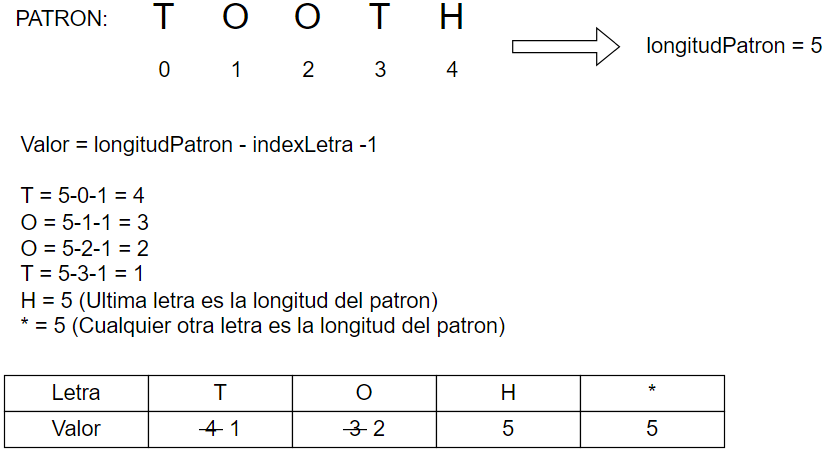 PATRON: T O O T H
0 1 2 3 4
longitudPatron = 5
Valor = longitudPatron - indexLetra -1
T = 5-0-1 = 4
O = 5-1-1 = 3
O = 5-2-1 = 2
T = 5-3-1 = 1
H = 5 (Ultima letra es la longitud del patron)
* = 5 (Cualquier otra letra es la longitud del patron)
Letra T O H *
Valor 4 1 3 2 5 5